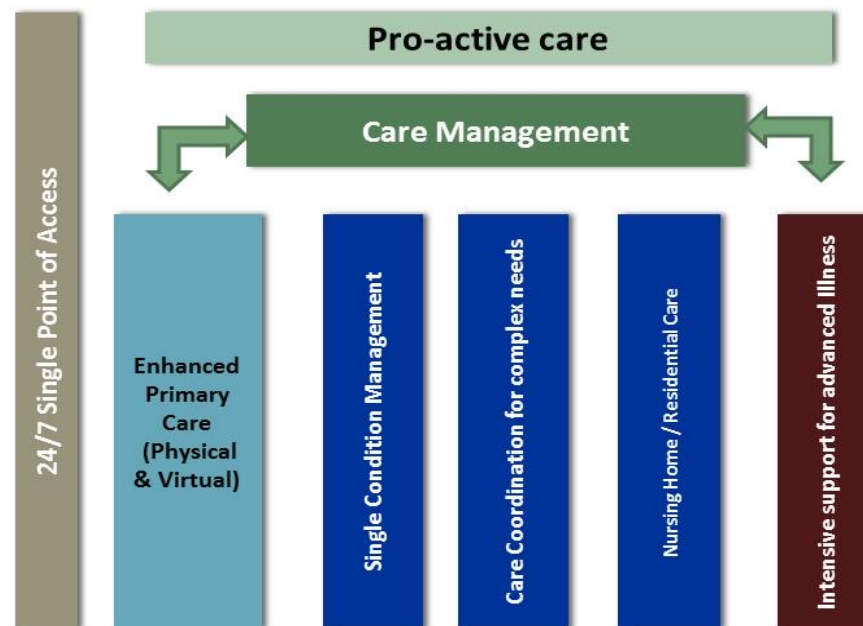 Pro-active care
Care Management
24/7 Single Point of Access
Enhanced
Primary
Care
(Physical
& Virtual)
Single Condition Management
Care Coordination for complex needs
Nursing Home / Residential Care
Intensive support for advanced Illness